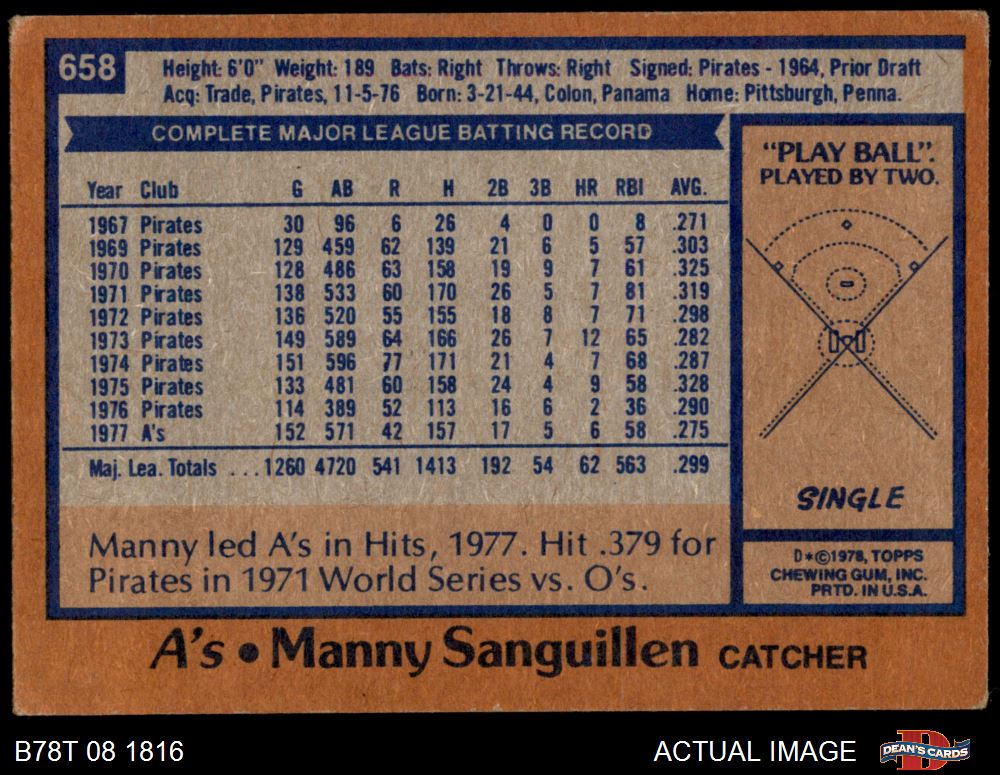 658
Height: 6'0" Weight: 189 Bats: Right Throws: Right Signed: Pirates - 1964, Prior Draft
Acq: Trade, Pirates, 11-5-76 Born: 3-21-44, Colon, Panama Home: Pittsburgh, Penna.
COMPLETE MAJOR LEAGUE BATTING RECORD
Year Club G AB R H 2B 3B HR RBI AVG.
1967 Pirates 30 96 6 26 4 0 0 8 .271
1969 Pirates 129 459 62 139 21 6 5 57 .303
1970 Pirates 128 486 63 158 19 9 7 61 .325
1971 Pirates 138 533 60 170 26 5 7 81 .319
1972 Pirates 136 520 55 155 18 8 7 71 .298
1973 Pirates 149 589 64 166 26 7 12 65 .282
1974 Pirates 151 596 77 171 21 4 7 68 .287
1975 Pirates 133 481 60 158 24 4 9 58 .328
1976 Pirates 114 389 52 113 16 6 2 36 .290
1977 A's 152 571 42 157 17 5 6 58 .275
Maj. Lea. Totals ...1260 4720 541 1413 192 54 62 563 .299
Manny led A's in Hits, 1977. Hit .379 for
Pirates in 1971 World Series vs. O's.
"PLAY BALL".
PLAYED BY TWO.
SINGLE
D*©1978, TOPPS
CHEWING GUM, INC.
PRTD. IN U.S.A.
A's • Manny Sanguillen CATCHER
B78T 08 1816
ACTUAL IMAGE
D
DEAN'S CARDS